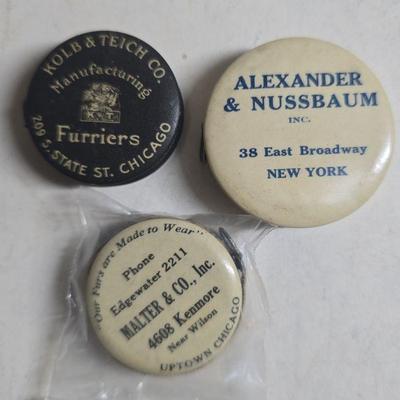 KOLB & TEICH CO.
Manufacturing
K&T.
Furriers
209 S. STATE ST. CHICAGO
ALEXANDER
& NUSSBAUM
INC.
38 East Broadway
NEW YORK
"Our Furs are Made to Wear"
Phone
Edgewater 2211
MALTER & CO., Inc.
4608 Kenmore
Near Wilson
UPTOWN CHICAGO